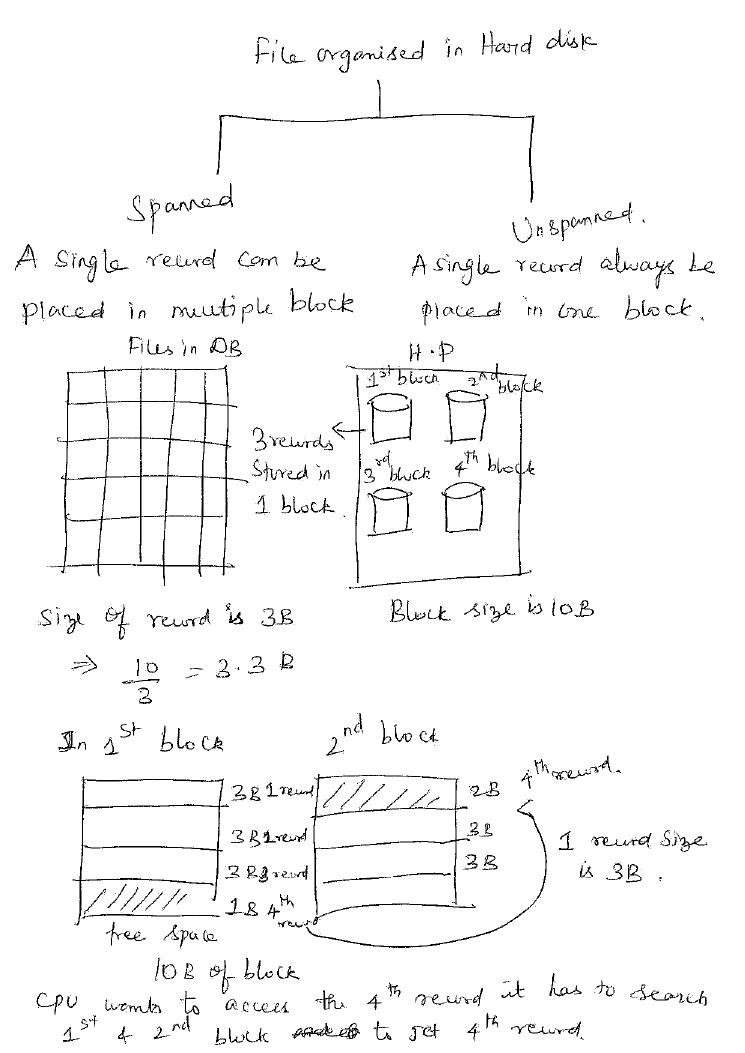 File organised in Hard disk
Spanned
Unspanned.
A single record can be
placed in multiple block
A single record always be
placed in one block.
Files in DB
H.D
1st block
2nd block
3 records
Stored in
1 block.
3rd block
4th block
Size of record is 3B
Block size is 10B
⇒ 10/3 = 3.3 B
In 1st block
2nd block
3B 1 record
3B 2 record
3B 3 record
1B 4th record
2B
4th record.
3B
3B
1 record size
is 3B.
free space
10B of block
CPU wants to access the 4th record it has to search
1st & 2nd block to get 4th record.